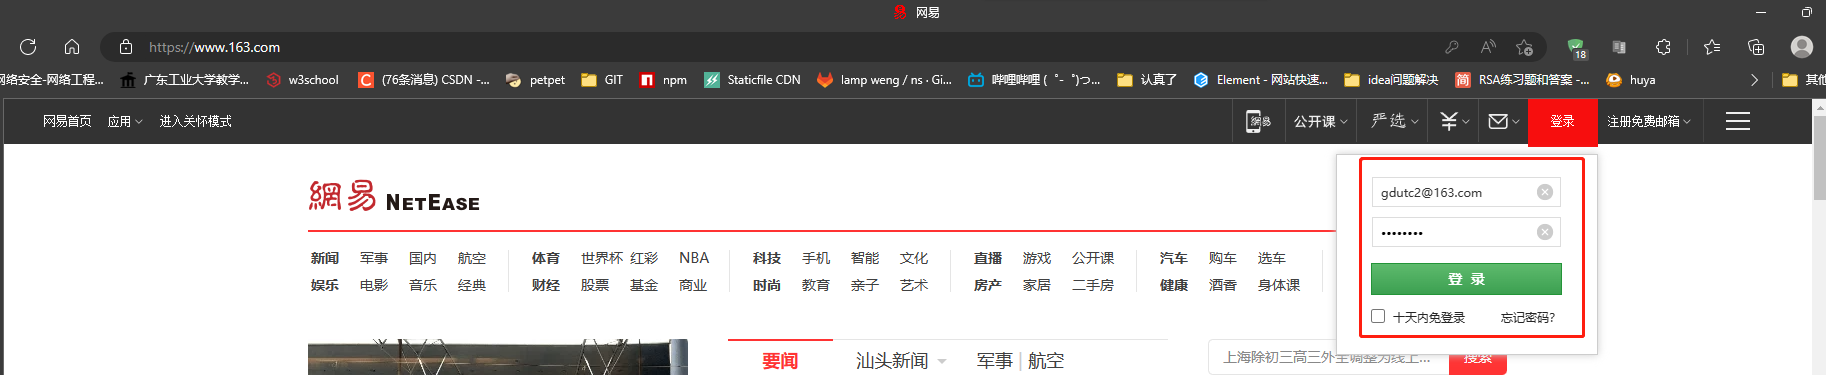 网易
https://www.163.com
18
网络安全-网络工程... 广东工业大学教学... w3school (76条消息) CSDN -... petpet GIT npm Staticfile CDN lamp weng / ns · Gi... 哔哩哔哩 ( ゜- ゜)つ... 认真了 Element - 网站快速... idea问题解决 RSA练习题和答案 -... huya 其他
网易首页 应用 进入关怀模式 網易 公开课 严选 登录 注册免费邮箱
gdutc2@163.com
網易 NETEASE
••••••••
新闻 军事 国内 航空 体育 世界杯 红彩 NBA 科技 手机 智能 文化 直播 游戏 公开课 汽车 购车 选车
娱乐 电影 音乐 经典 财经 股票 基金 商业 时尚 教育 亲子 艺术 房产 家居 二手房 健康 酒香 身体课
登 录
十天内免登录 忘记密码?
要闻 汕头新闻 军事 | 航空 上海除初三高三外全调整为线上... 搜索